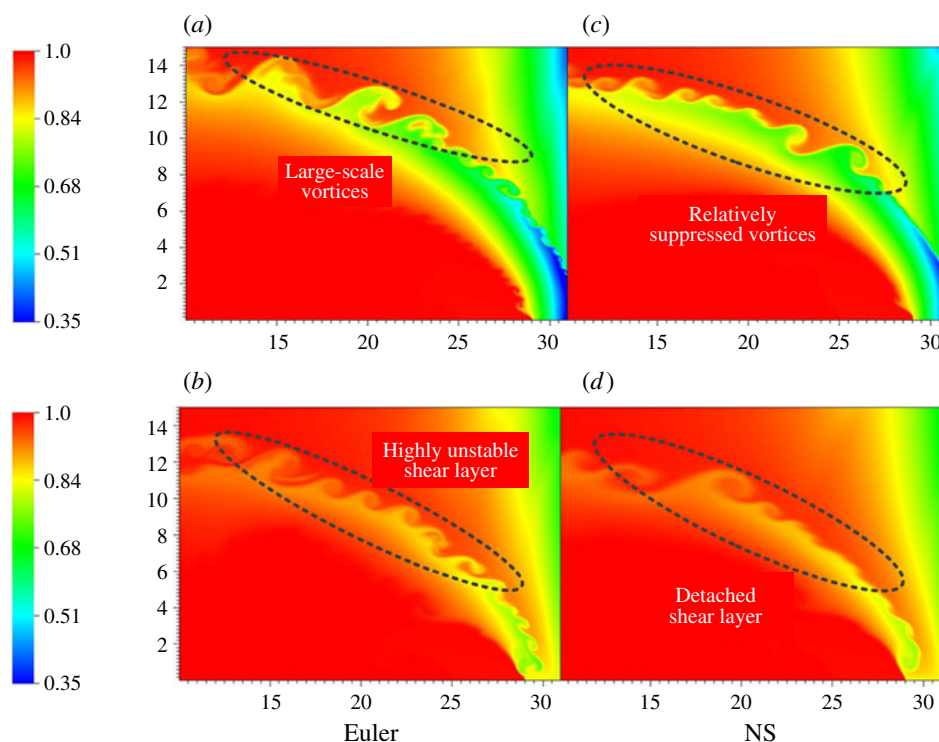 (a)
(c)
1.0
0.84
0.68
0.51
0.35
14
12
10
8
6
4
2
Large-scale
vortices
Relatively
suppressed vortices
15 20 25 30
15 20 25 30
(b)
(d)
1.0
0.84
0.68
0.51
0.35
14
12
10
8
6
4
2
Highly unstable
shear layer
Detached
shear layer
15 20 25 30
15 20 25 30
Euler
NS